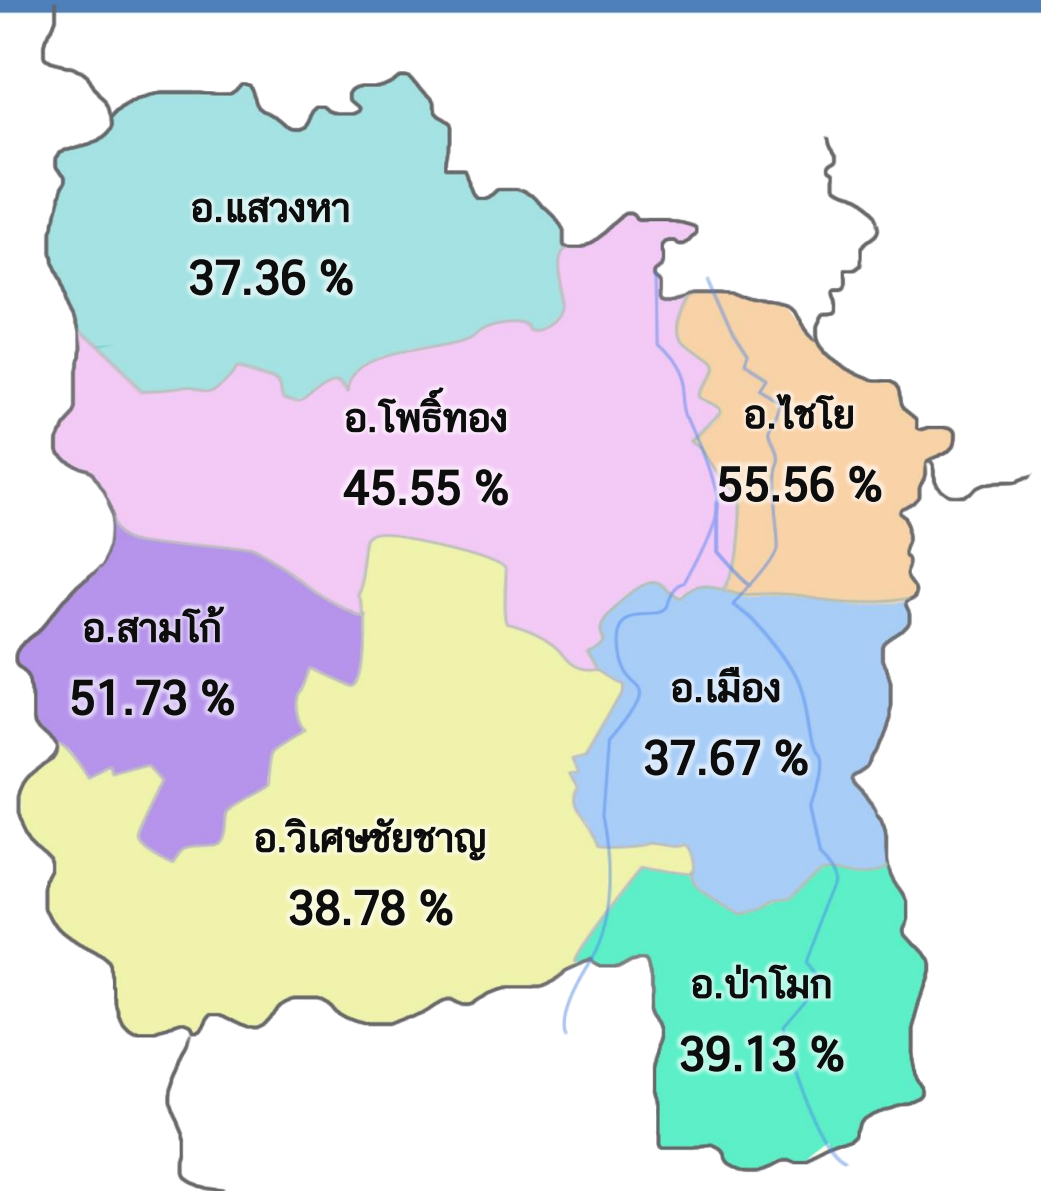 อ.แสวงหา
37.36 %
อ.โพธิ์ทอง
45.55 %
อ.ไชโย
55.56 %
อ.สามโก้
51.73 %
อ.เมือง
37.67 %
อ.วิเศษชัยชาญ
38.78 %
อ.ป่าโมก
39.13 %